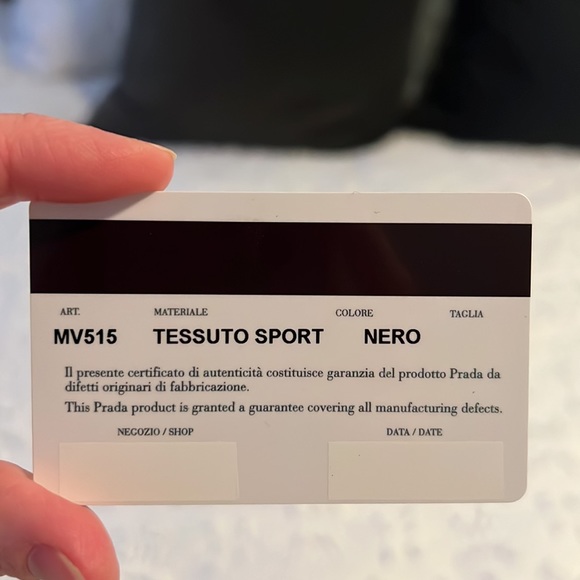 ART. MATERIALE COLORE TAGLIA
MV515 TESSUTO SPORT NERO
Il presente certificato di autenticità costituisce garanzia del prodotto Prada da
difetti originari di fabbricazione.
This Prada product is granted a guarantee covering all manufacturing defects.
NEGOZIO / SHOP DATA / DATE